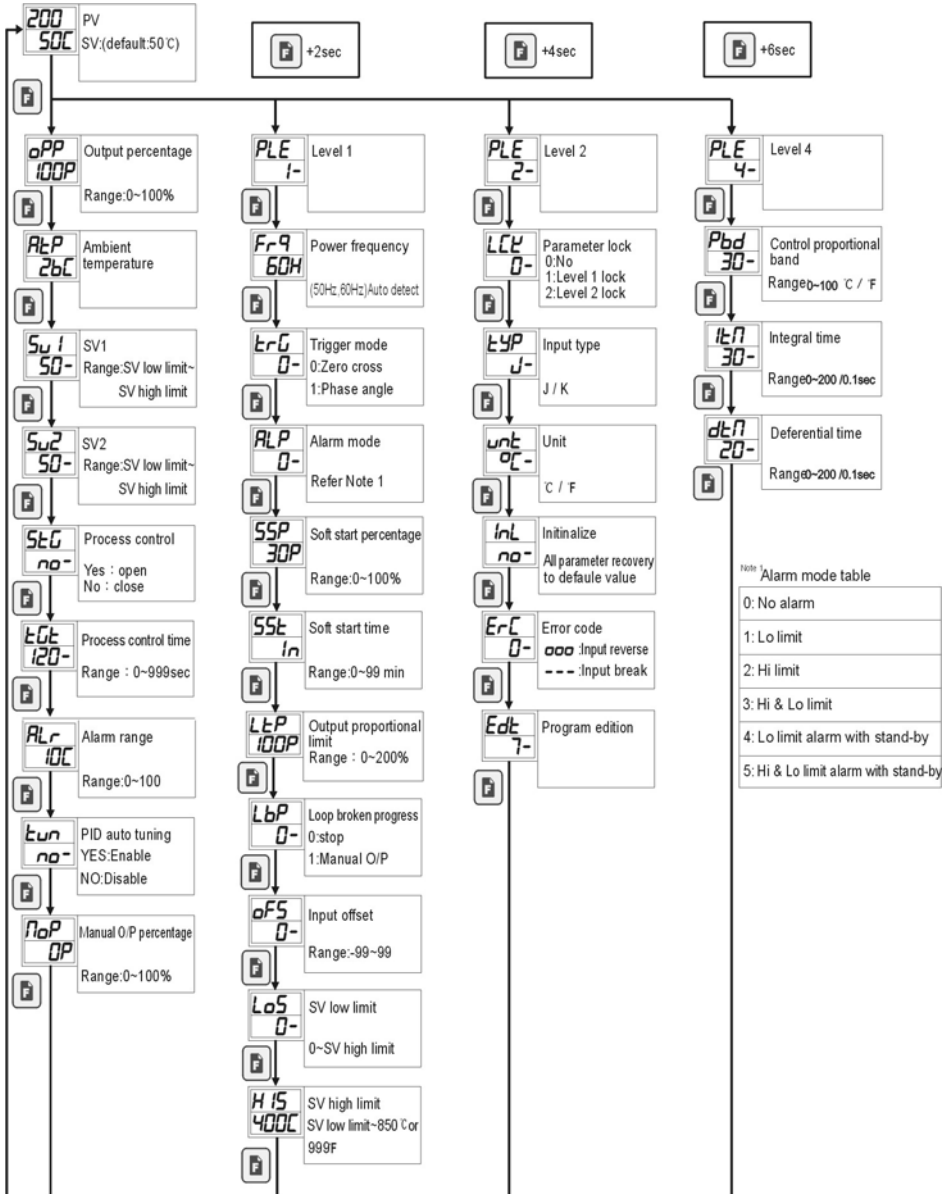 200
50C
PV
SV:(default:50℃)
F +2sec
F +4sec
F +6sec
F
oPP
100P
Output percentage
Range:0~100%
F
AtP
26C
Ambient
temperature
F
Sv1
50-
SV1
Range:SV low limit~
SV high limit
F
Sv2
50-
SV2
Range:SV low limit~
SV high limit
F
StG
no-
Process control
Yes : open
No : close
F
tGt
120-
Process control time
Range : 0~999sec
F
ALr
10C
Alarm range
Range:0~100
F
tun
no-
PID auto tuning
YES:Enable
NO:Disable
F
MoP
0P
Manual O/P percentage
Range:0~100%
F
PLE
1-
Level 1
F
Frq
60H
Power frequency
(50Hz,60Hz)Auto detect
F
trG
0-
Trigger mode
0:Zero cross
1:Phase angle
F
ALP
0-
Alarm mode
Refer Note 1
F
SSP
30P
Soft start percentage
Range:0~100%
F
SSt
1n
Soft start time
Range:0~99 min
F
LtP
100P
Output proportional
limit
Range : 0~200%
F
LbP
0-
Loop broken progress
0:stop
1:Manual O/P
F
oFS
0-
Input offset
Range:-99~99
F
LoS
0-
SV low limit
0~SV high limit
F
HIS
400C
SV high limit
SV low limit~850℃or
999F
F
PLE
2-
Level 2
F
LCK
0-
Parameter lock
0:No
1:Level 1 lock
2:Level 2 lock
F
tYP
J-
Input type
J / K
F
unt
℃-
Unit
℃ / ℉
F
InL
no-
Initinalize
All parameter recovery
to defaule value
F
ErC
0-
Error code
ooo :Input reverse
--- :Input break
F
Edt
7-
Program edition
F
PLE
4-
Level 4
F
Pbd
30-
Control proportional
band
Range0~100 ℃ / ℉
F
ItM
30-
Integral time
Range0~200 /0.1sec
F
dtM
20-
Deferential time
Range0~200 /0.1sec
F
Note 1 Alarm mode table
0: No alarm
1: Lo limit
2: Hi limit
3: Hi & Lo limit
4: Lo limit alarm with stand-by
5: Hi & Lo limit alarm with stand-by